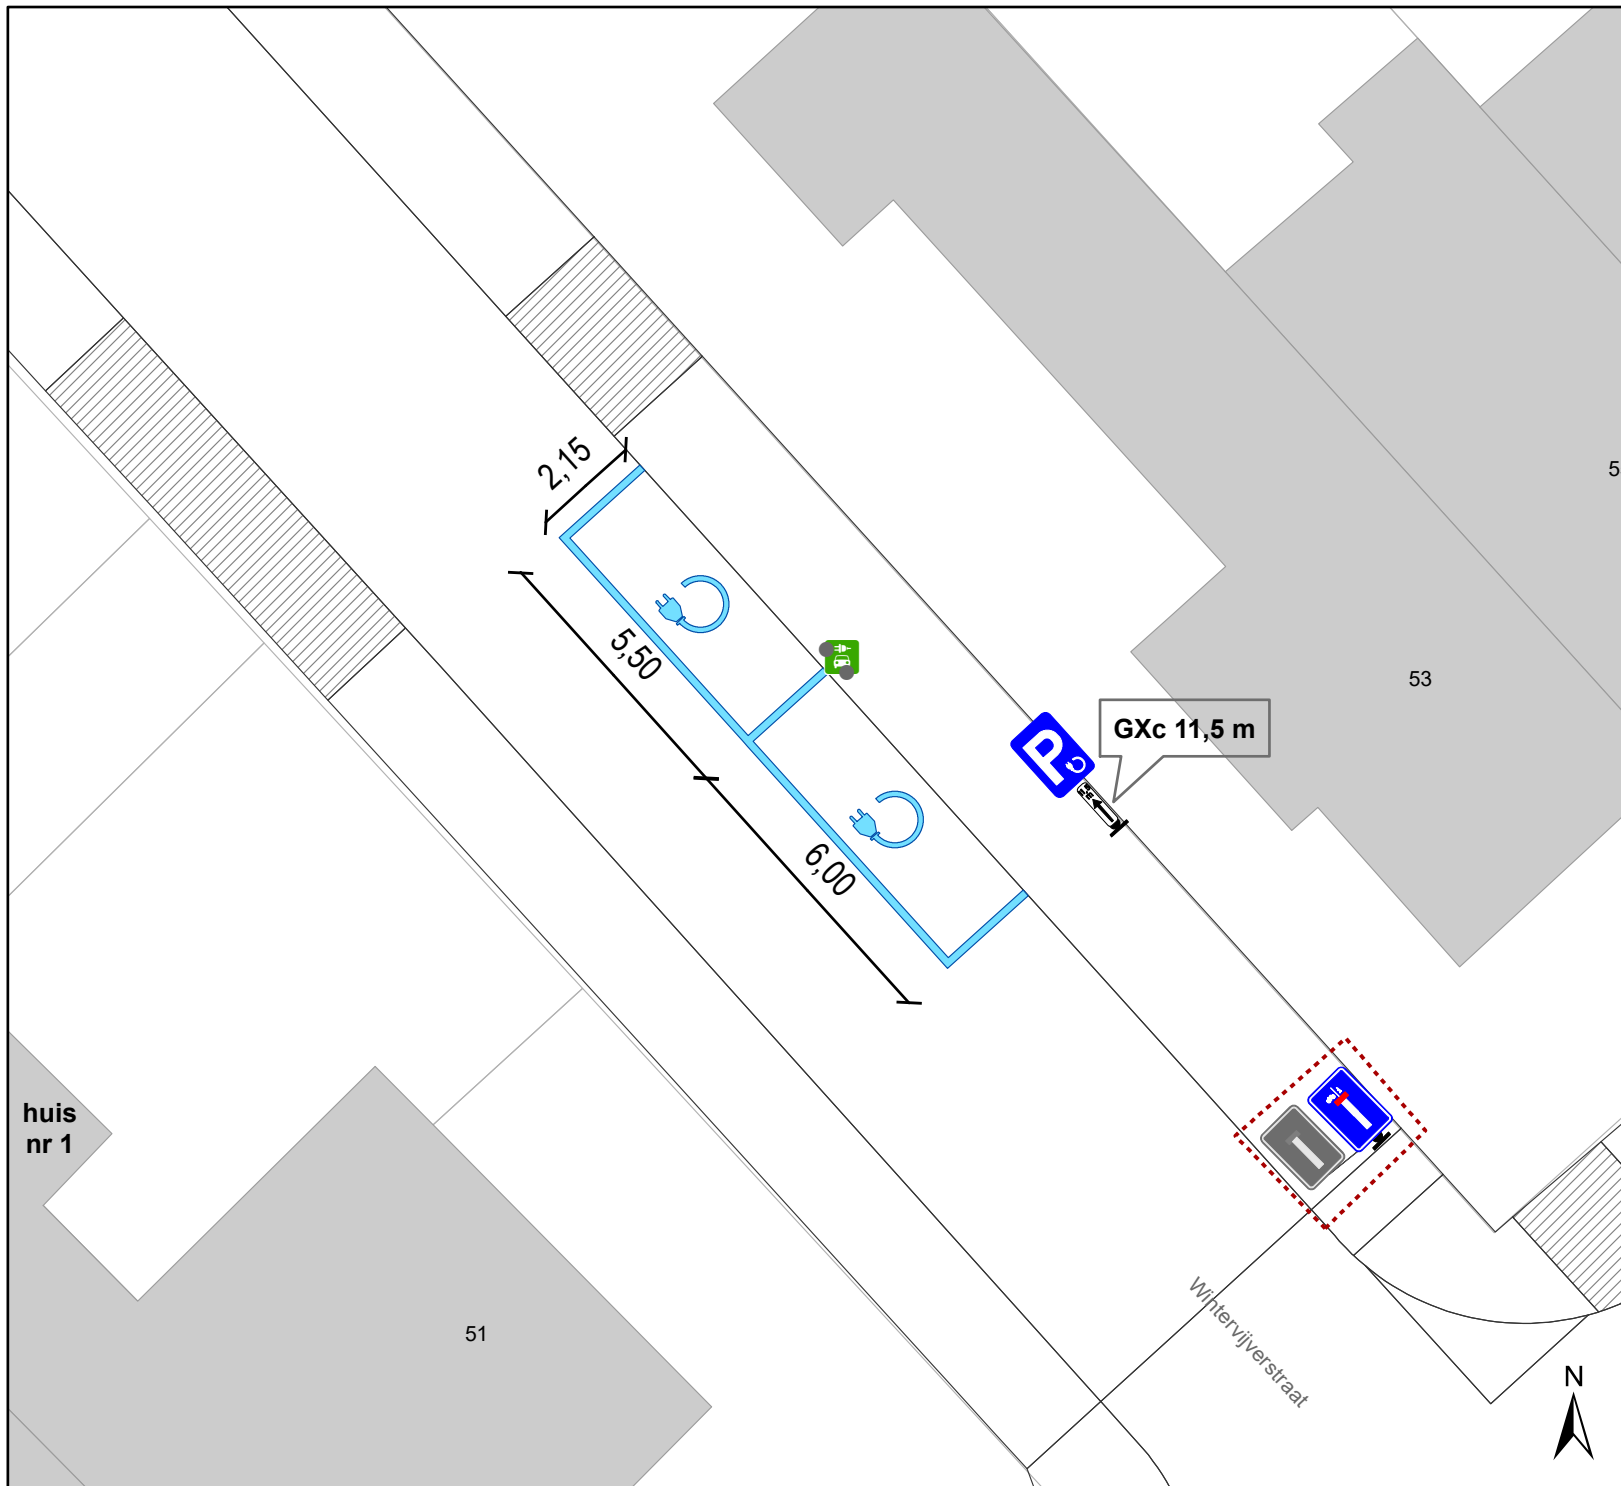 2,15
5,50
6,00
GXc 11,5 m
P
5
53
huis
nr 1
51
Wintervijverstraat
N